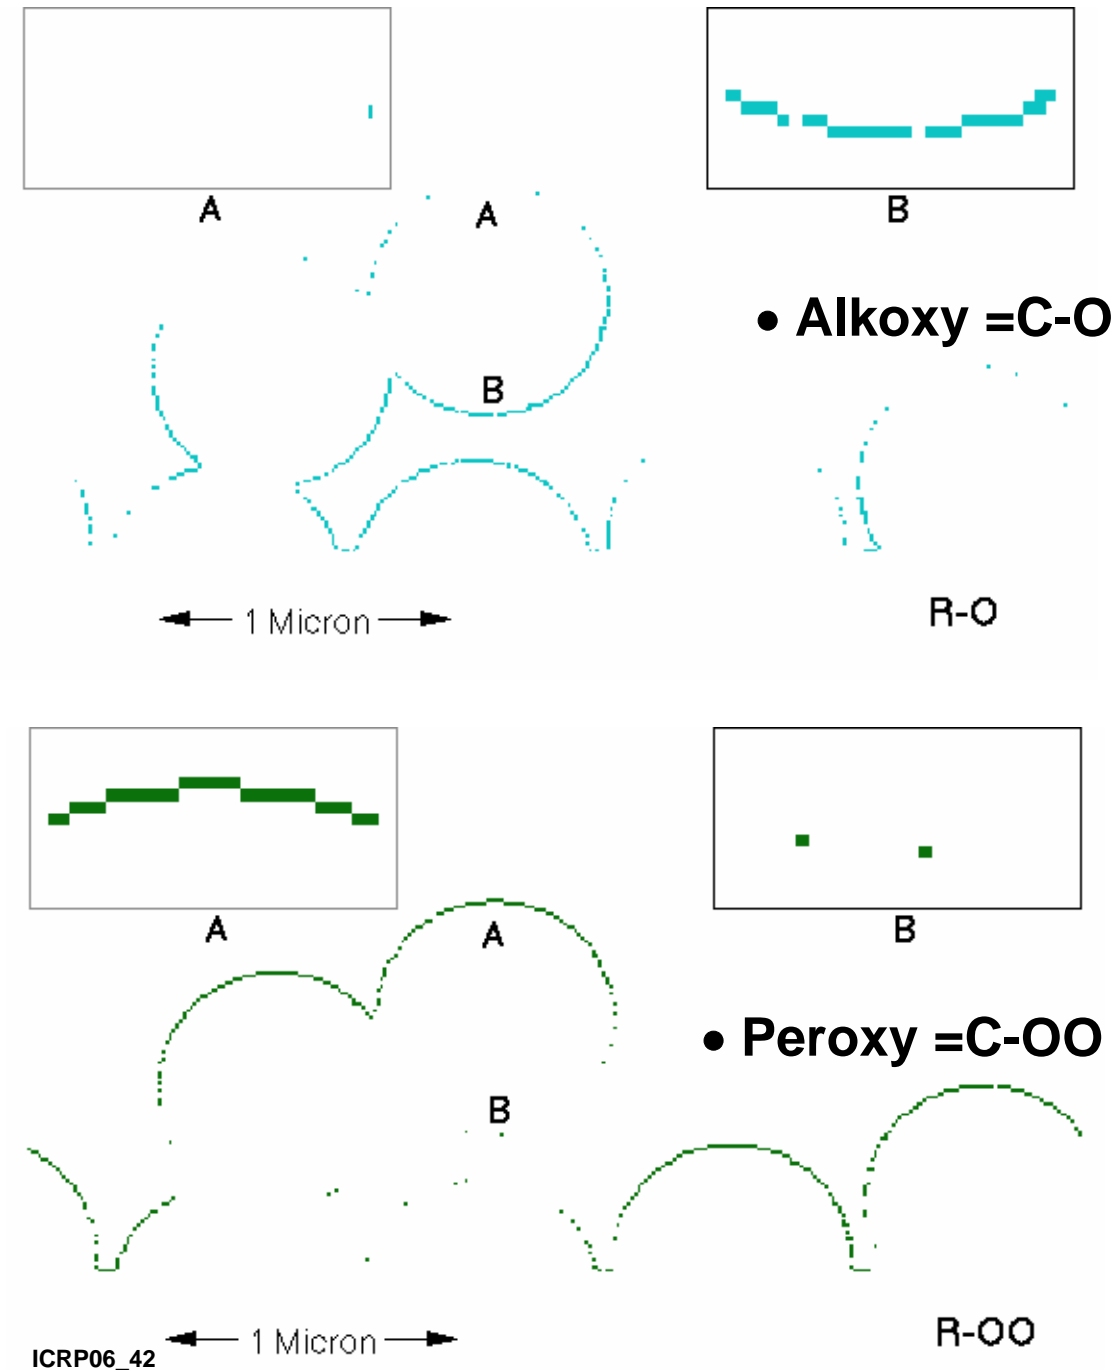 A
A
B
• Alkoxy =C-O
B
1 Micron
R-O
A
A
B
• Peroxy =C-OO
B
1 Micron
R-OO
ICRP06_42